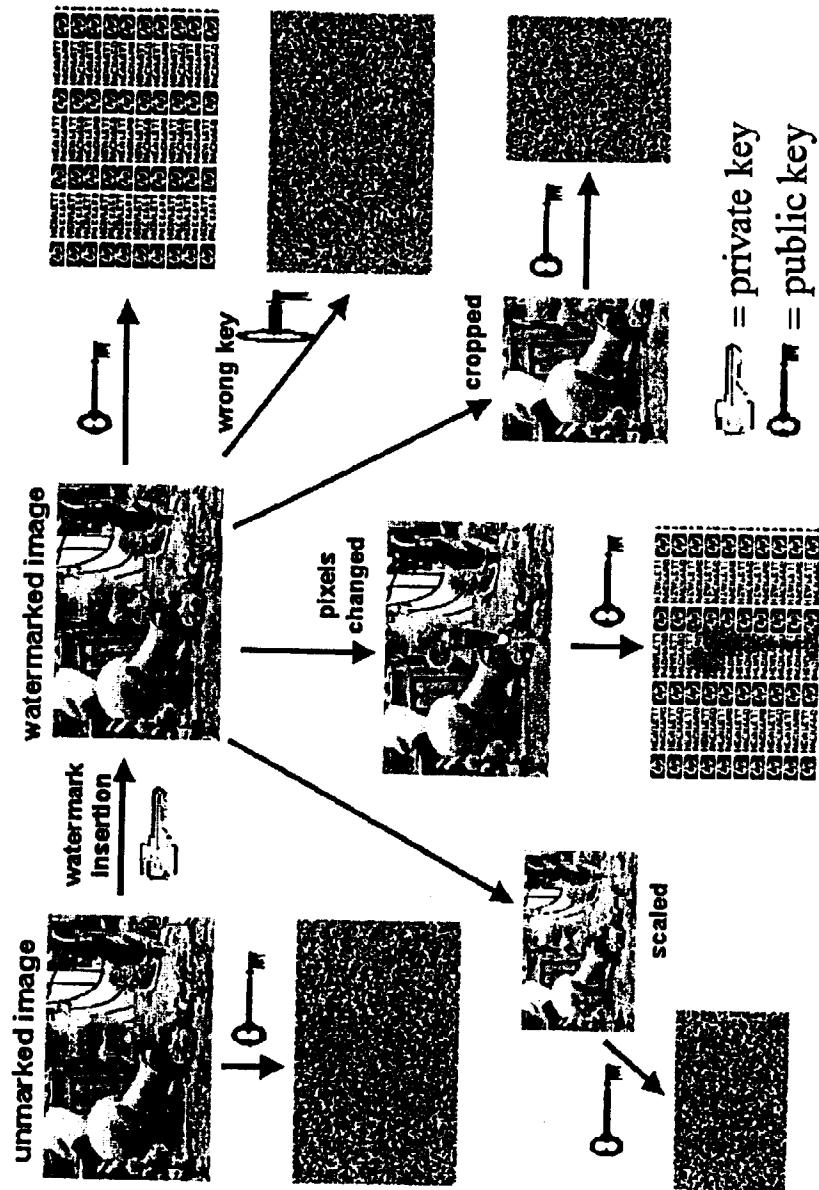 unmarked image
watermark
insertion
watermarked image
wrong key
pixels
changed
cropped
scaled
= private key
= public key